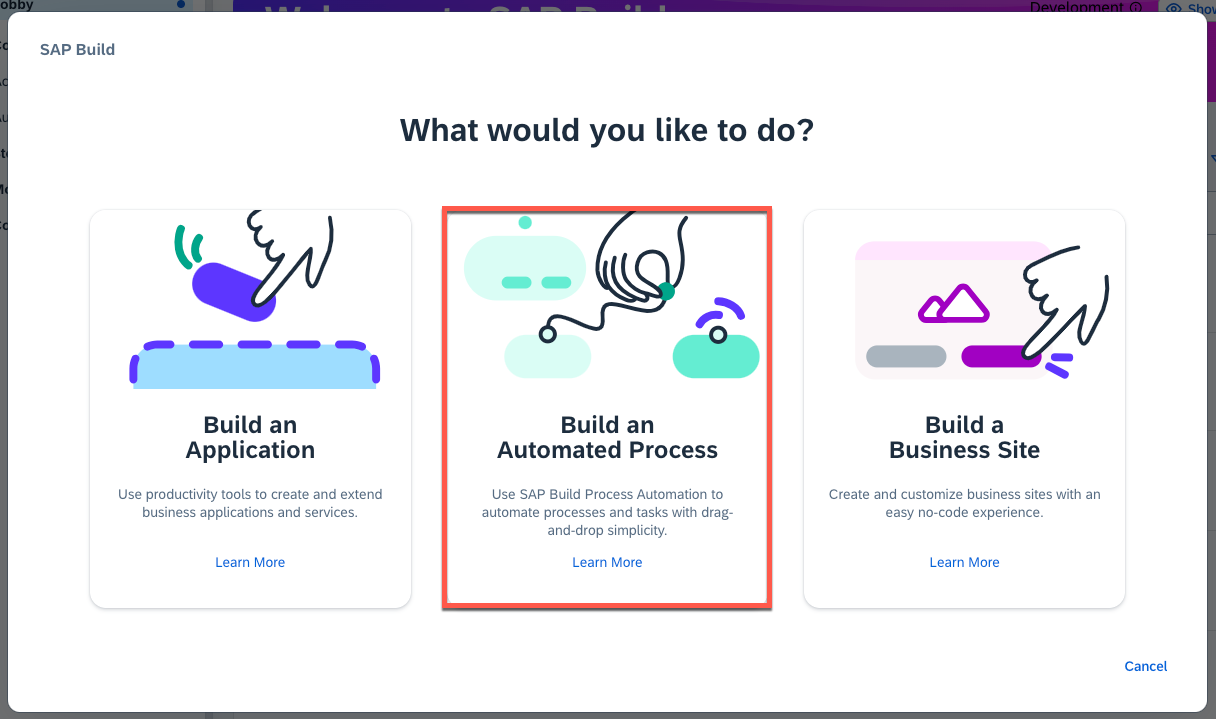 Development
Show
SAP Build
What would you like to do?
Build an
Application
Use productivity tools to create and extend
business applications and services.
Learn More
Build an
Automated Process
Use SAP Build Process Automation to
automate processes and tasks with drag-
and-drop simplicity.
Learn More
Build a
Business Site
Create and customize business sites with an
easy no-code experience.
Learn More
Cancel